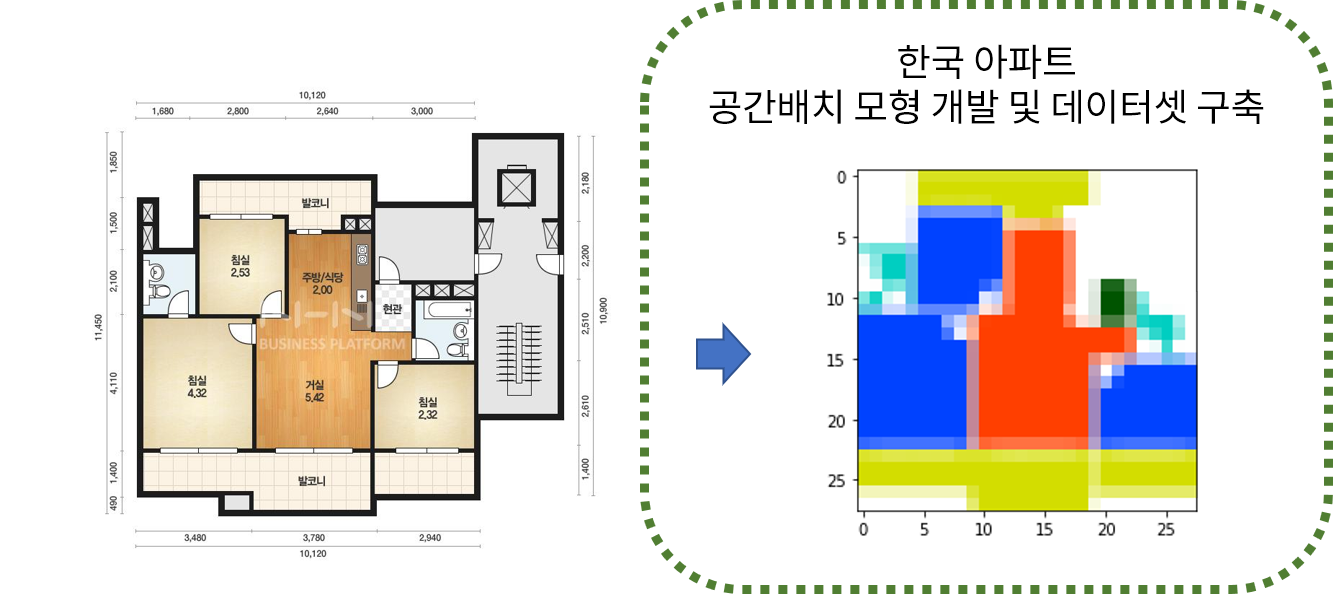 10,120
1,680 2,800 2,640 3,000
1,850
1,500
2,100
11,450
4,110
1,400
490
2,180
2,200
2,510
10,900
2,610
1,400
발코니
침실
2.53
주방/식당
2.00
현관
BUSINESS PLATFORM
침실
4.32
거실
5.42
침실
2.32
발코니
3,480 3,780 2,940
10,120
한국 아파트
공간배치 모형 개발 및 데이터셋 구축
0
5
10
15
20
25
0 5 10 15 20 25